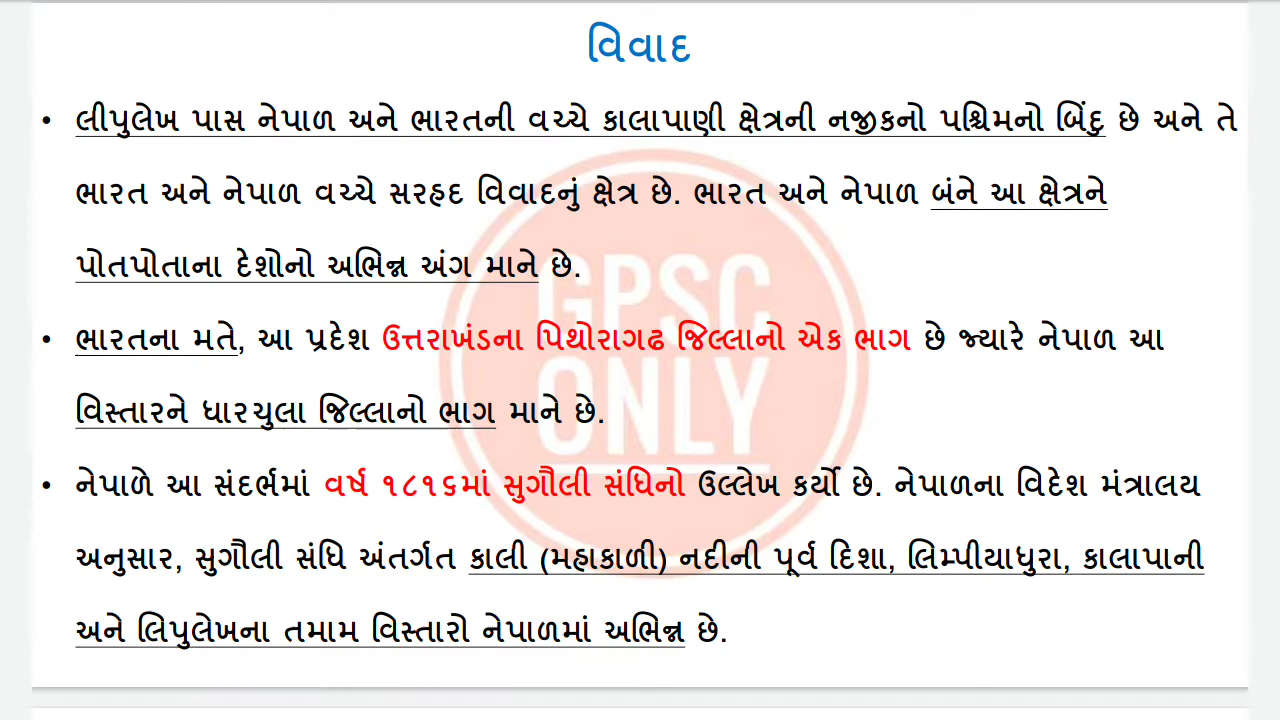 વિવાદ
• લીપુલેખ પાસ નેપાળ અને ભારતની વચ્ચે કાલાપાણી ક્ષેત્રની નજીકનો પશ્ચિમનો બિંદુ છે અને તે
ભારત અને નેપાળ વચ્ચે સરહદ વિવાદનું ક્ષેત્ર છે. ભારત અને નેપાળ બંને આ ક્ષેત્રને
પોતપોતાના દેશોનો અભિન્ન અંગ માને છે.
• ભારતના મતે, આ પ્રદેશ ઉત્તરાખંડના પિથોરાગઢ જિલ્લાનો એક ભાગ છે જ્યારે નેપાળ આ
વિસ્તારને ધારચુલા જિલ્લાનો ભાગ માને છે.
• નેપાળે આ સંદર્ભમાં વર્ષ ૧૮૧૬માં સુગૌલી સંધિનો ઉલ્લેખ કર્યો છે. નેપાળના વિદેશ મંત્રાલય
અનુસાર, સુગૌલી સંધિ અંતર્ગત કાલી (મહાકાળી) નદીની પૂર્વ દિશા, લિમ્પીયાધુરા, કાલાપાની
અને લિપુલેખના તમામ વિસ્તારો નેપાળમાં અભિન્ન છે.
GPSC
ONLY